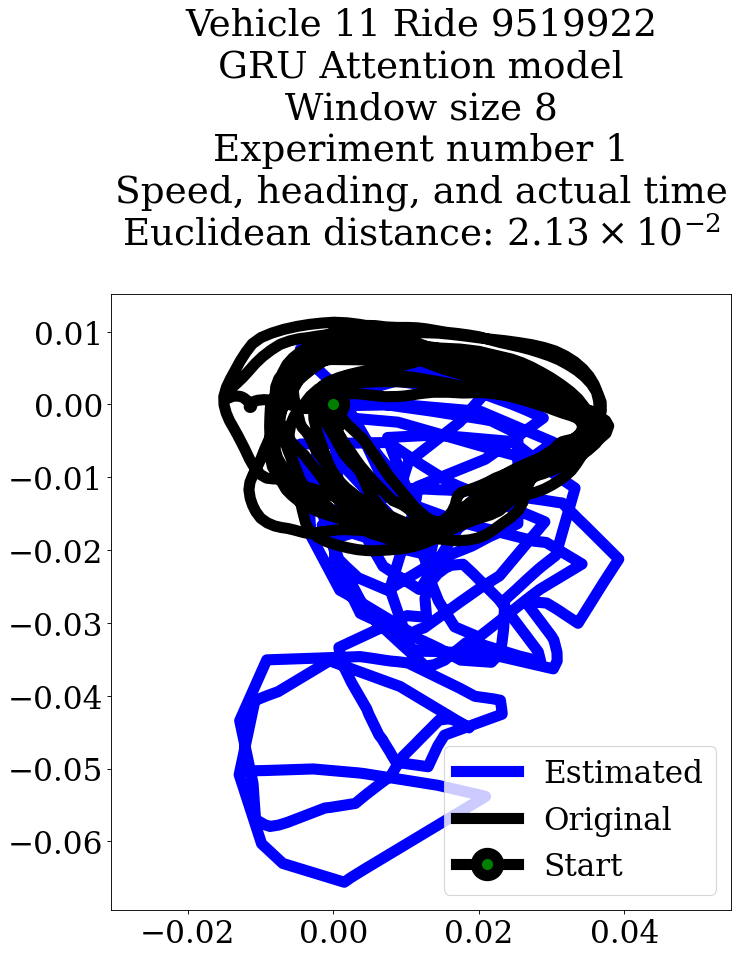 Vehicle 11 Ride 9519922
GRU Attention model
Window size 8
Experiment number 1
Speed, heading, and actual time
Euclidean distance: 2.13 × 10⁻²
0.01
0.00
−0.01
−0.02
−0.03
−0.04
−0.05
−0.06
Estimated
Original
Start
−0.02 0.00 0.02 0.04